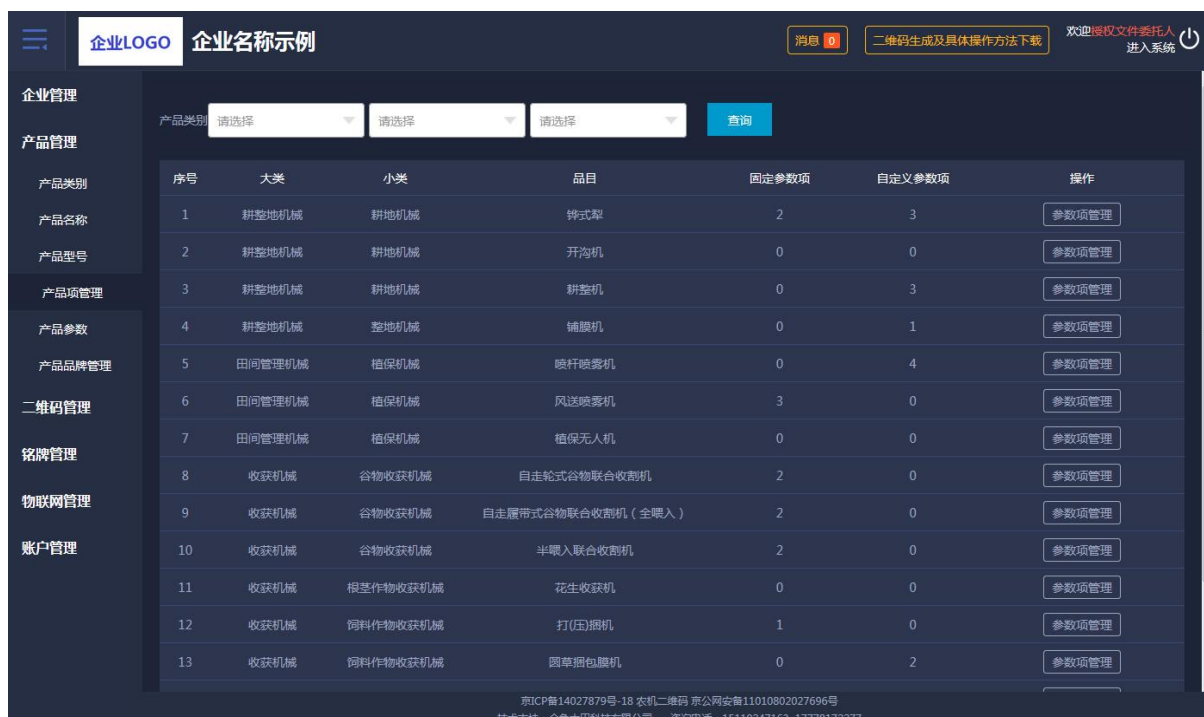 企业LOGO 企业名称示例 消息 0 二维码生成及具体操作方法下载 欢迎授权文件委托人
进入系统
企业管理
产品管理
产品类别
产品名称
产品型号
产品项管理
产品参数
产品品牌管理
二维码管理
铭牌管理
物联网管理
账户管理
产品类别 请选择 请选择 请选择 查询
序号 大类 小类 品目 固定参数项 自定义参数项 操作
1 耕整地机械 耕地机械 铧式犁 2 3 参数项管理
2 耕整地机械 耕地机械 开沟机 0 0 参数项管理
3 耕整地机械 耕地机械 耕整机 0 3 参数项管理
4 耕整地机械 整地机械 铺膜机 0 1 参数项管理
5 田间管理机械 植保机械 喷杆喷雾机 0 4 参数项管理
6 田间管理机械 植保机械 风送喷雾机 3 0 参数项管理
7 田间管理机械 植保机械 植保无人机 0 0 参数项管理
8 收获机械 谷物收获机械 自走轮式谷物联合收割机 2 0 参数项管理
9 收获机械 谷物收获机械 自走履带式谷物联合收割机（全喂入） 2 0 参数项管理
10 收获机械 谷物收获机械 半喂入联合收割机 2 0 参数项管理
11 收获机械 根茎作物收获机械 花生收获机 0 0 参数项管理
12 收获机械 饲料作物收获机械 打(压)捆机 1 0 参数项管理
13 收获机械 饲料作物收获机械 圆草捆包膜机 0 2 参数项管理
京ICP备14027879号-18 农机二维码 京公网安备11010802027696号